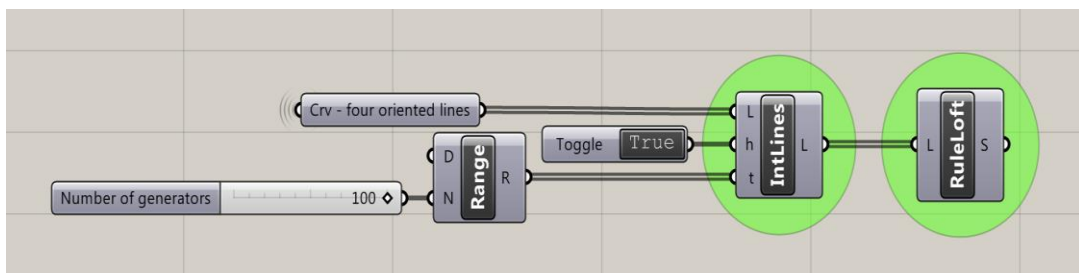 Crv - four oriented lines
Toggle True
Number of generators 100
D
N
Range
R
L
h
t
IntLines
L
L
RuleLoft
S